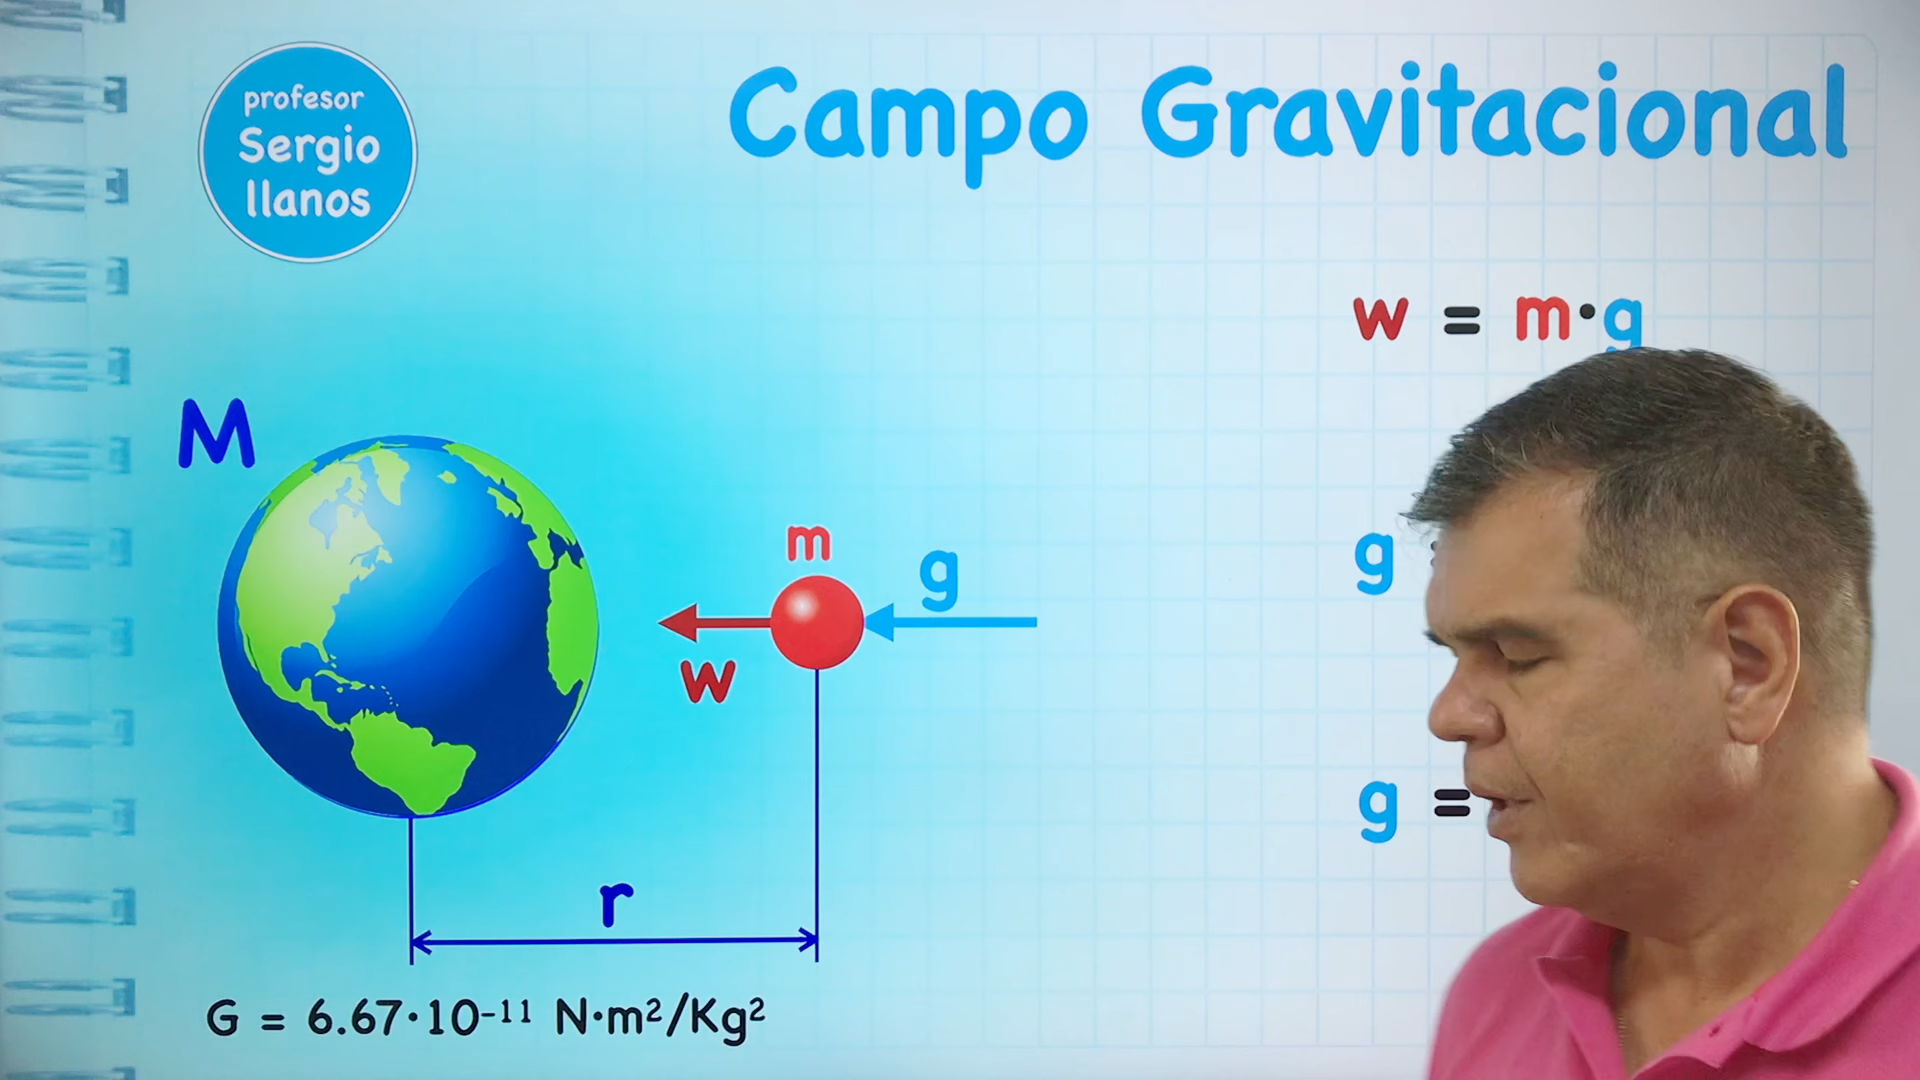 profesor
Sergio
llanos
Campo Gravitacional
w = m·g
M
m
g
w
g
g =
r
G = 6.67·10⁻¹¹ N·m²/Kg²